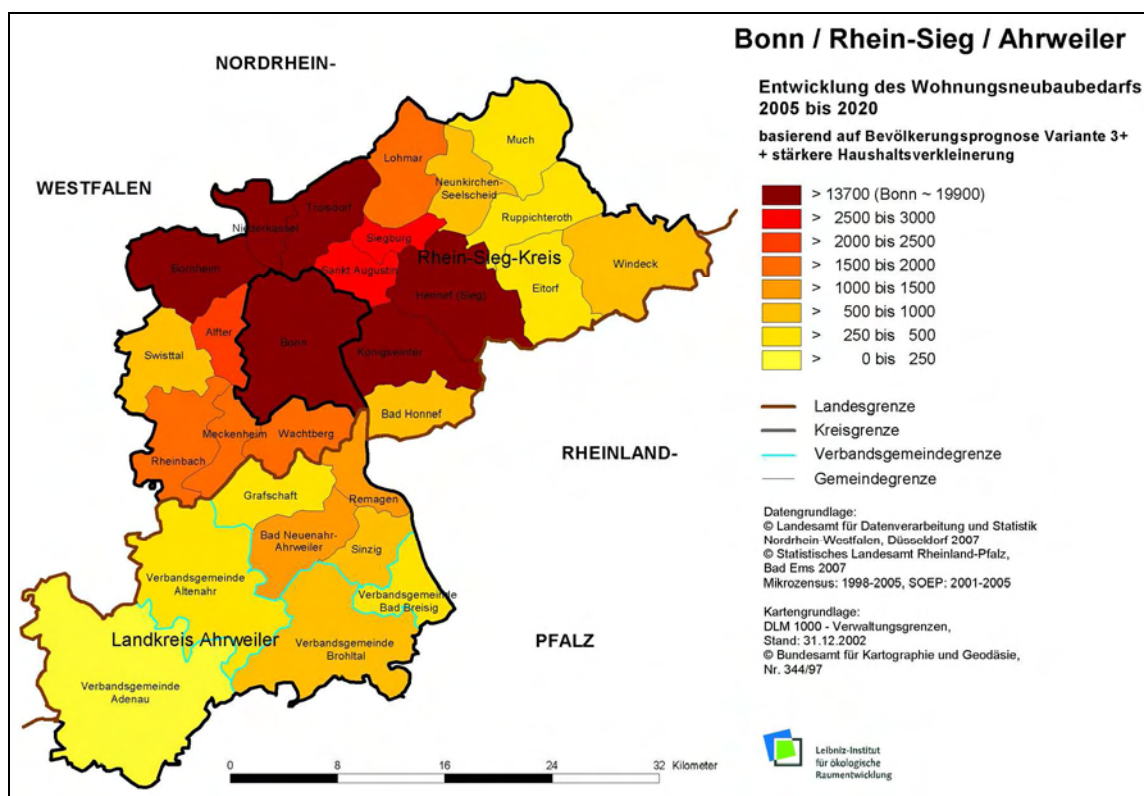 Bonn / Rhein-Sieg / Ahrweiler
Entwicklung des Wohnungsneubaubedarfs
2005 bis 2020
basierend auf Bevölkerungsprognose Variante 3+
+ stärkere Haushaltsverkleinerung
> 13700 (Bonn ~ 19900)
> 2500 bis 3000
> 2000 bis 2500
> 1500 bis 2000
> 1000 bis 1500
> 500 bis 1000
> 250 bis 500
> 0 bis 250
Landesgrenze
Kreisgrenze
Verbandsgemeindegrenze
Gemeindegrenze
Datengrundlage:
© Landesamt für Datenverarbeitung und Statistik
Nordrhein-Westfalen, Düsseldorf 2007
© Statistisches Landesamt Rheinland-Pfalz,
Bad Ems 2007
Mikrozensus: 1998-2005, SOEP: 2001-2005
Kartengrundlage:
DLM 1000 - Verwaltungsgrenzen,
Stand: 31.12.2002
© Bundesamt für Kartographie und Geodäsie,
Nr. 344/97
Leibniz-Institut
für ökologische
Raumentwicklung
NORDRHEIN-
WESTFALEN
RHEINLAND-
PFALZ
Much
Lohmar
Neunkirchen-
Seelscheid
Troisdorf
Ruppichteroth
Niederkassel
Siegburg
Rhein-Sieg-Kreis
Windeck
Sankt Augustin
Bornheim
Eitorf
Hennef (Sieg)
Alfter
Bonn
Swisttal
Königswinter
Bad Honnef
Meckenheim
Wachtberg
Rheinbach
Grafschaft
Remagen
Bad Neuenahr-
Ahrweiler
Sinzig
Verbandsgemeinde
Altenahr
Verbandsgemeinde
Bad Breisig
Landkreis Ahrweiler
Verbandsgemeinde
Brohltal
Verbandsgemeinde
Adenau
0 8 16 24 32 Kilometer